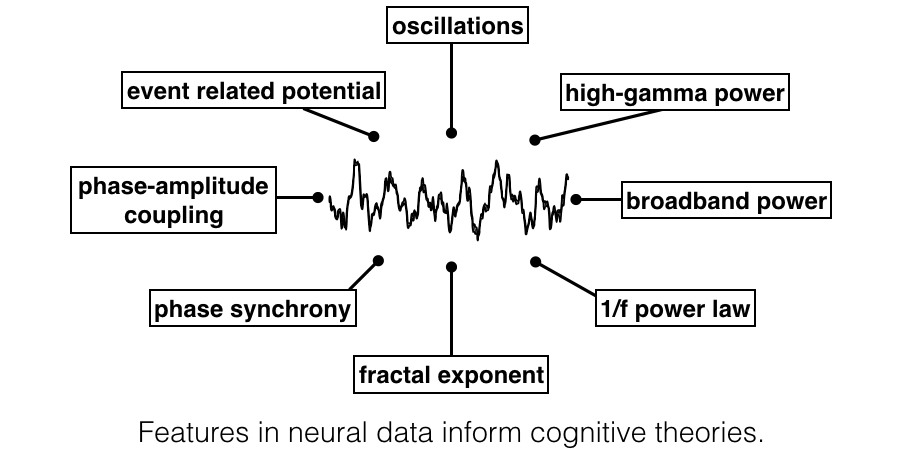 oscillations
event related potential
high-gamma power
phase-amplitude
coupling
broadband power
phase synchrony
1/f power law
fractal exponent
Features in neural data inform cognitive theories.